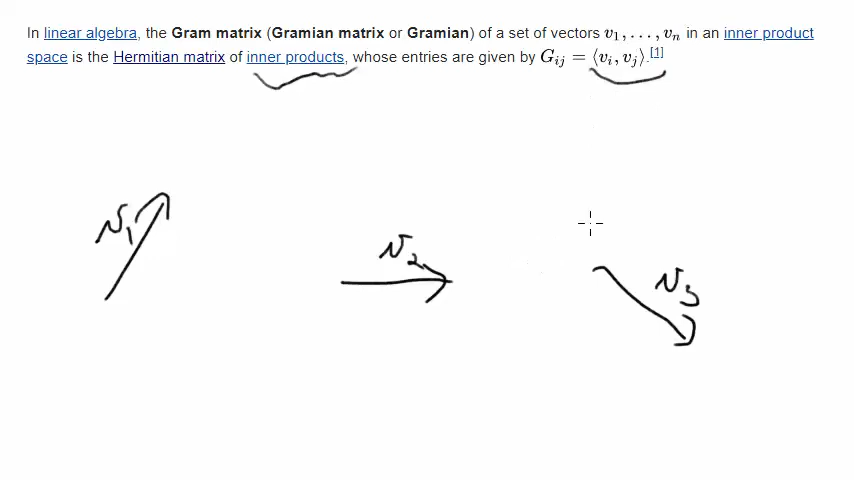 In linear algebra, the Gram matrix (Gramian matrix or Gramian) of a set of vectors v₁, . . . , vₙ in an inner product
space is the Hermitian matrix of inner products, whose entries are given by Gᵢⱼ = ⟨vᵢ, vⱼ⟩.[1]
v₁
v₂
v₃